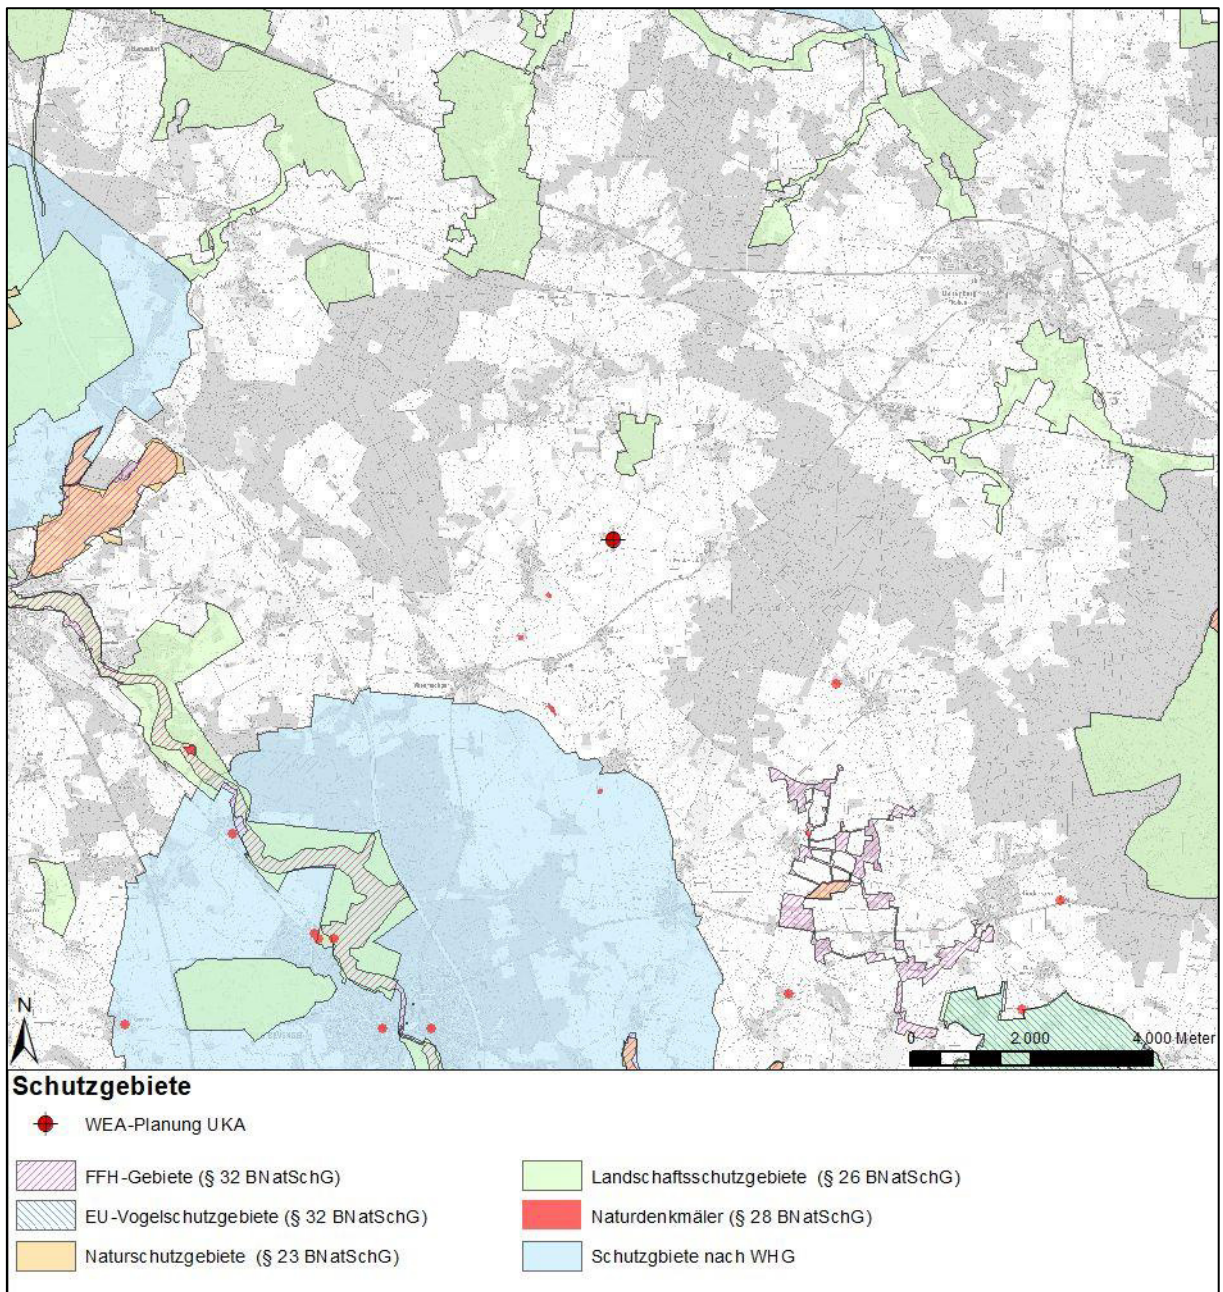 N
0 2.000 4.000 Meter
Schutzgebiete
WEA-Planung UKA
FFH-Gebiete (§ 32 BNatSchG)
EU-Vogelschutzgebiete (§ 32 BNatSchG)
Naturschutzgebiete (§ 23 BNatSchG)
Landschaftsschutzgebiete (§ 26 BNatSchG)
Naturdenkmäler (§ 28 BNatSchG)
Schutzgbiete nach WHG